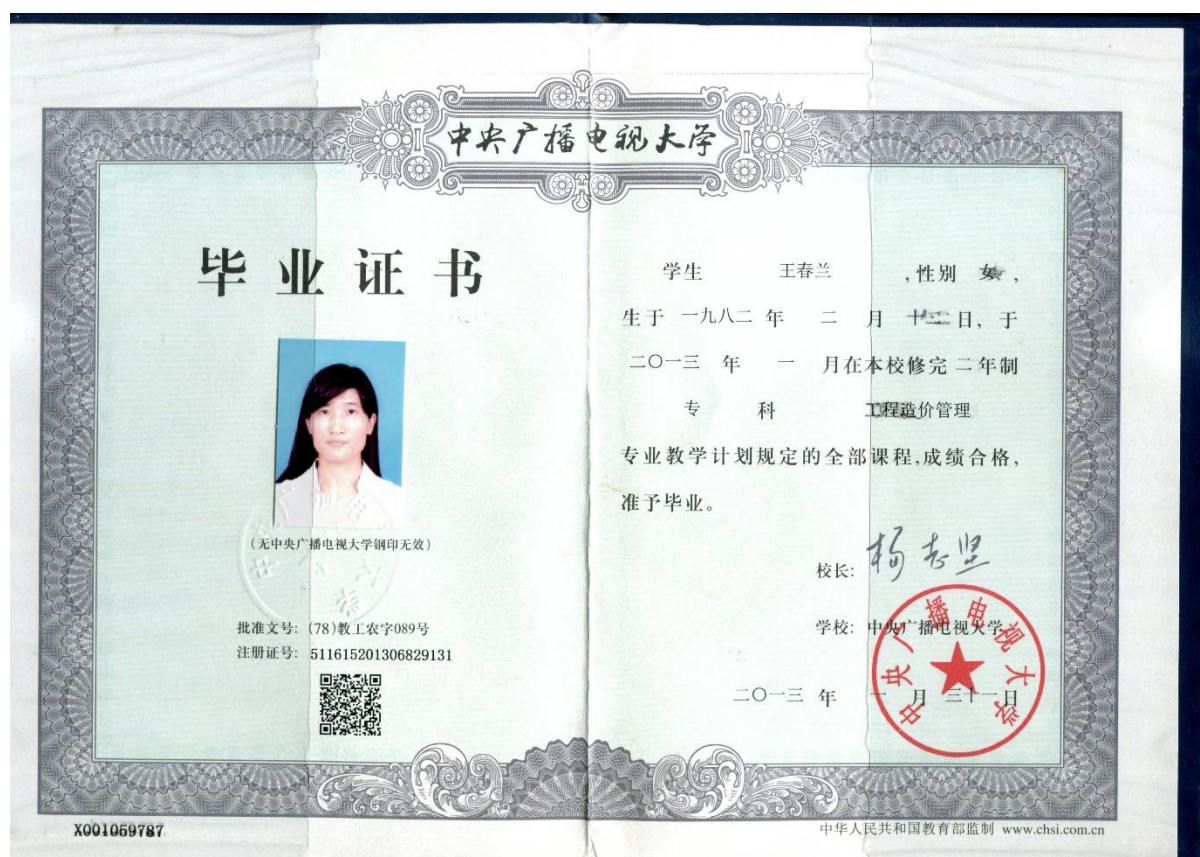 中央广播电视大学
毕业证书
(无中央广播电视大学钢印无效)
批准文号: (78)教工农字089号
注册证号: 511615201306829131
X001059787
学生 王春兰 ,性别 女,
生于 一九八二 年 二 月 日, 于
二〇一三 年 一 月在本校修完 二 年制
专 科 工程造价管理
专业教学计划规定的全部课程,成绩合格,
准予毕业。
校长: 杨志坚
学校: 中央广播电视大学
中央广播电视大学
二〇一三 年 一 月 三十一日
中华人民共和国教育部监制 www.chsi.com.cn